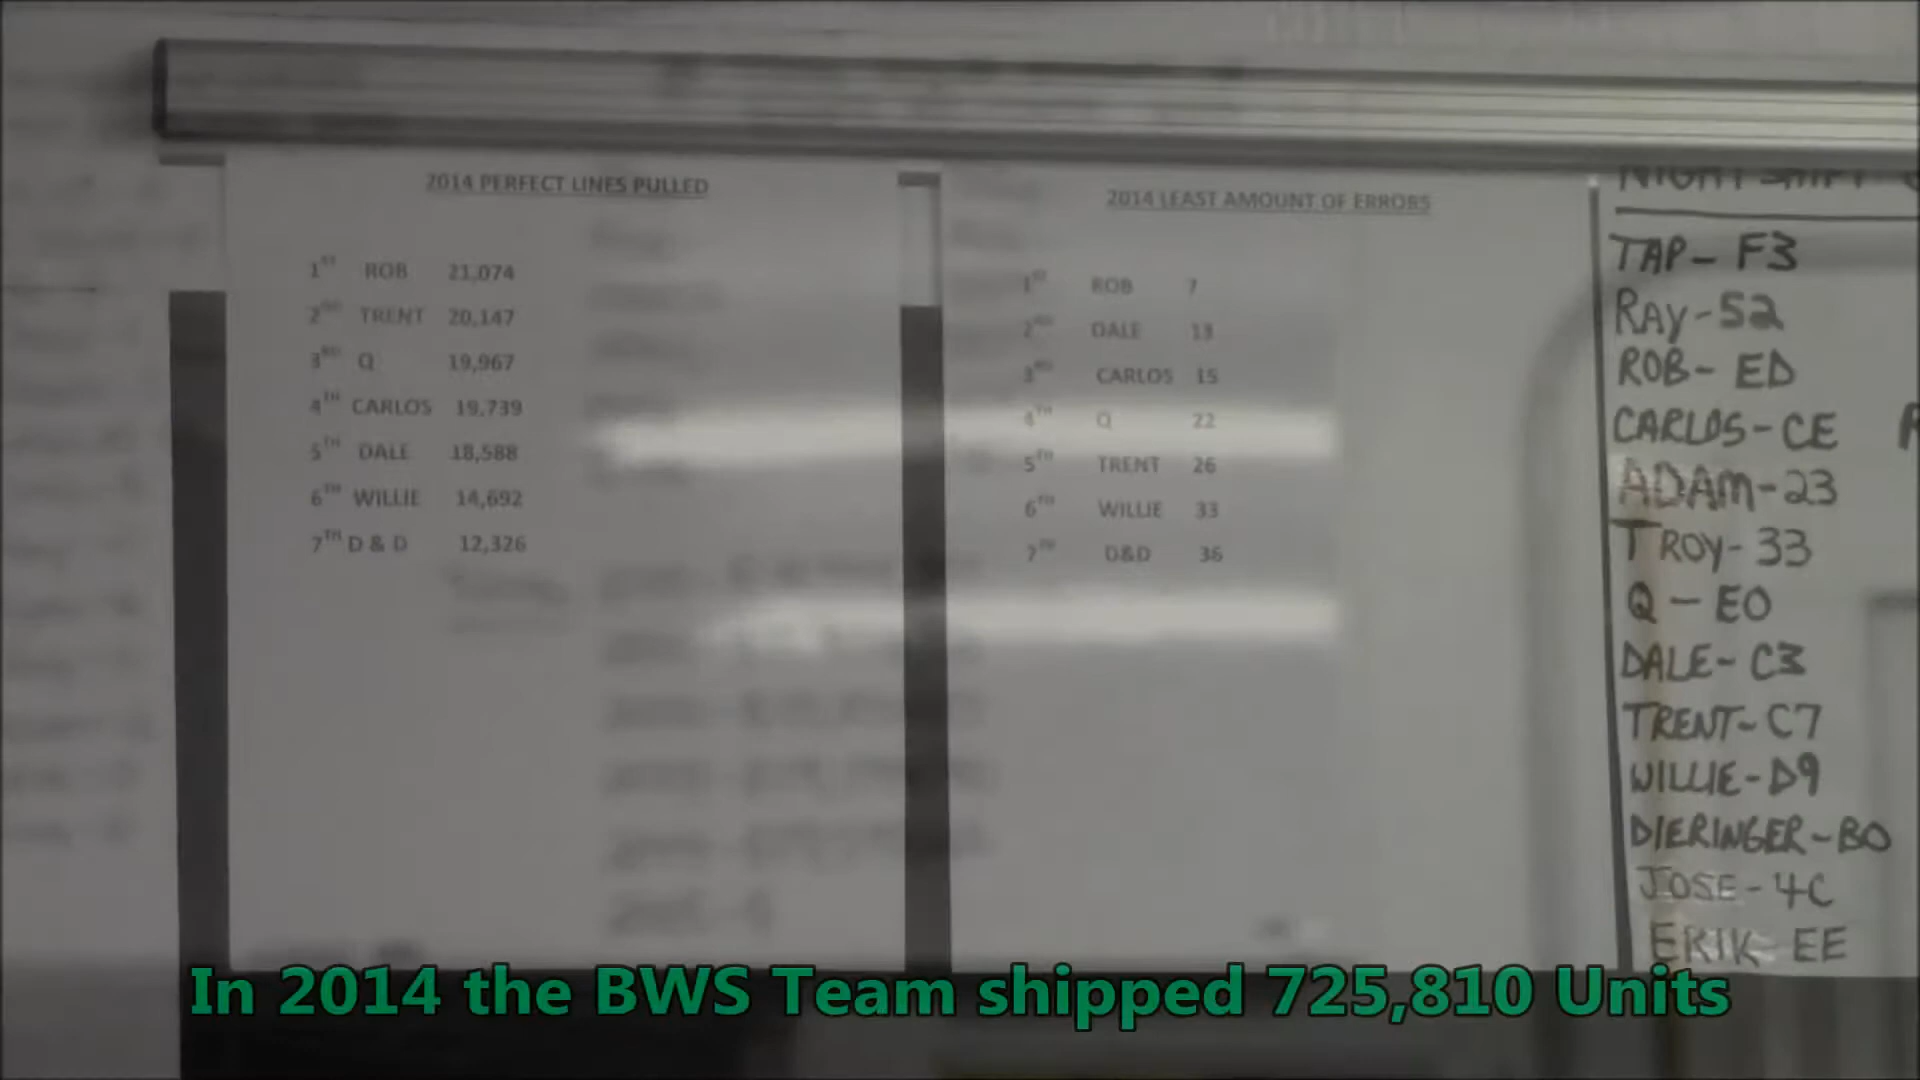 2014 PERFECT LINES PULLED
1ST ROB 21,074
2ND TRENT 20,147
3RD Q 19,967
4TH CARLOS 19,739
5TH DALE 18,588
6TH WILLIE 14,692
7TH D & D 12,326
2014 LEAST AMOUNT OF ERRORS
1ST ROB 7
2ND DALE 13
3RD CARLOS 15
4TH Q 22
5TH TRENT 26
6TH WILLIE 33
7TH D&D 36
NIGHT SHIFT
TAP - F3
RAY - 52
ROB - ED
CARLOS - CE
ADAM - 23
TROY - 33
Q - EO
DALE - C3
TRENT - C7
WILLIE - D9
DIERINGER - BO
JOSE - 4C
ERIK - EE
In 2014 the BWS Team shipped 725,810 Units